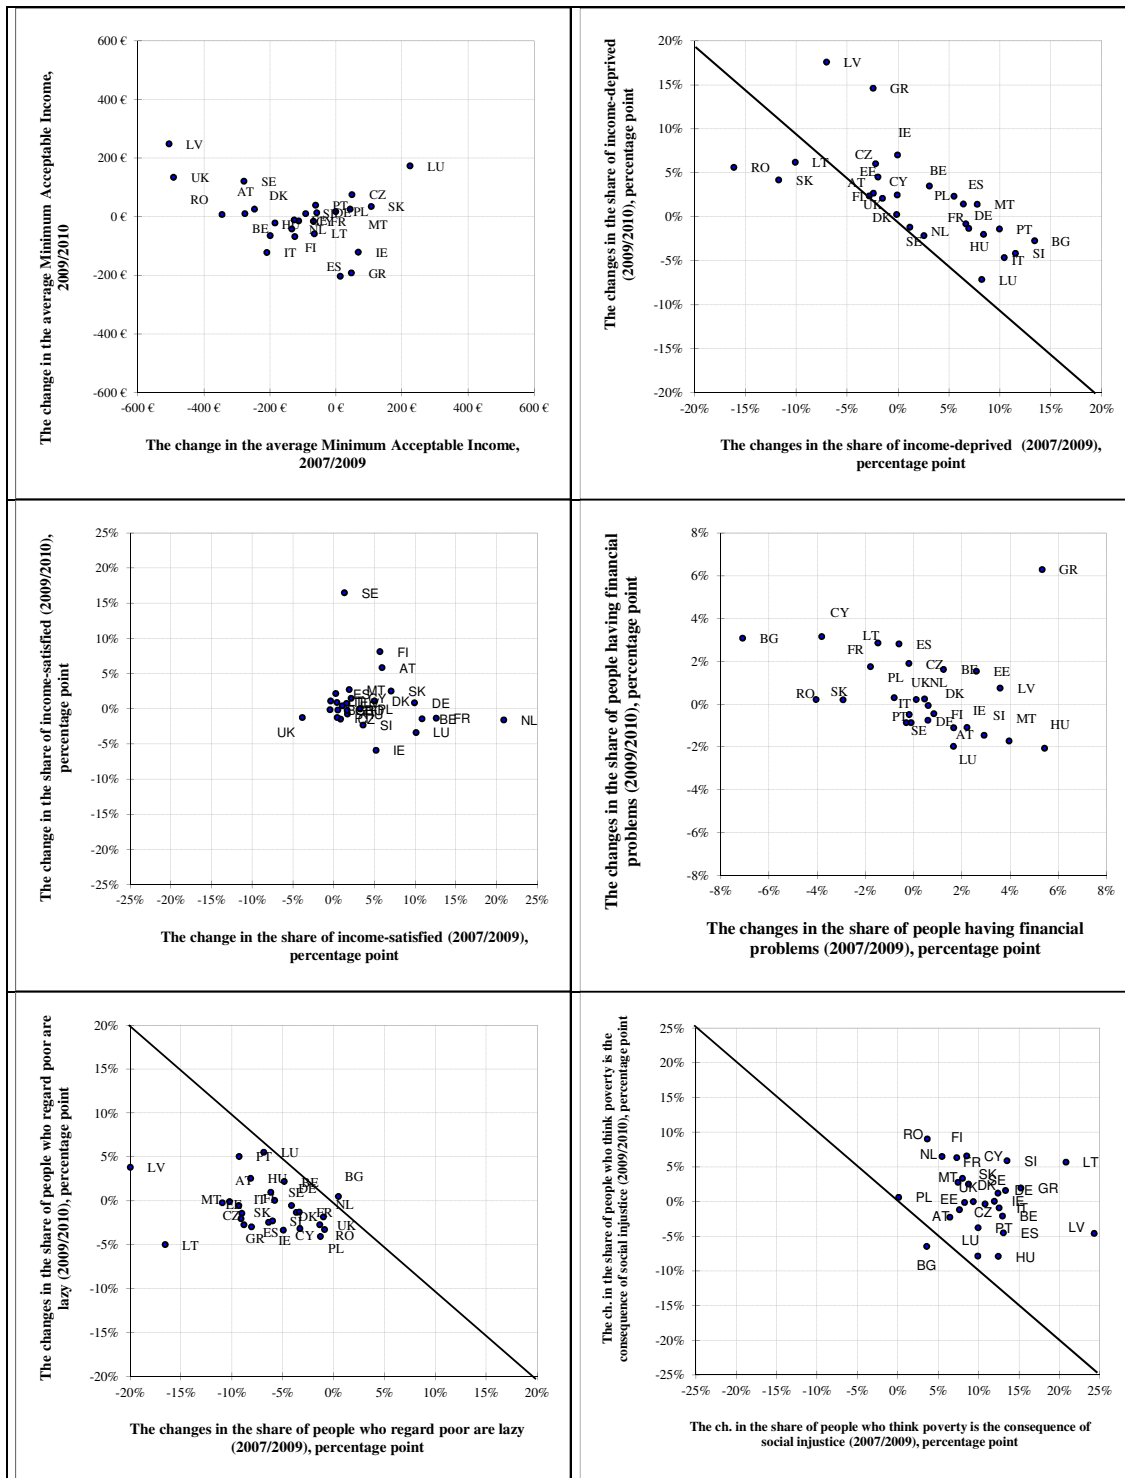 The change in the average Minimum Acceptable Income,
2009/2010
600 €
400 €
200 €
0 €
-200 €
-400 €
-600 €
-600 €
-400 €
-200 €
0 €
200 €
400 €
600 €
LV
UK
RO
SE
AT
DK
LU
CZ
SK
PT
PL
DE
FR
MT
BE
HU
NL
LT
FI
IT
IE
ES
GR
The change in the average Minimum Acceptable Income,
2007/2009
The changes in the share of income-deprived
(2009/2010), percentage point
20%
15%
10%
5%
0%
-5%
-10%
-15%
-20%
-20%
-15%
-10%
-5%
0%
5%
10%
15%
20%
LV
GR
IE
CZ
RO
LT
SK
EE
AT
CY
BE
FI
UK
PL
ES
MT
DK
FR
DE
SE
NL
HU
PT
BG
SI
IT
LU
The changes in the share of income-deprived (2007/2009),
percentage point
The change in the share of income-satisfied (2009/2010),
percentage point
25%
20%
15%
10%
5%
0%
-5%
-10%
-15%
-20%
-25%
-25%
-20%
-15%
-10%
-5%
0%
5%
10%
15%
20%
25%
SE
FI
AT
MT
SK
ES
CY
DK
DE
PL
BE
FR
NL
CZ
SI
LU
UK
IE
The change in the share of income-satisfied (2007/2009),
percentage point
The changes in the share of people having financial
problems (2009/2010), percentage point
8%
6%
4%
2%
0%
-2%
-4%
-6%
-8%
-8%
-6%
-4%
-2%
0%
2%
4%
6%
8%
GR
CY
BG
LT
ES
FR
CZ
BE
EE
PL
UK
NL
LV
RO
SK
DK
IT
PT
FI
IE
SI
MT
HU
SE
DE
AT
LU
The changes in the share of people having financial
problems (2007/2009), percentage point
The changes in the share of people who regard poor are
lazy (2009/2010), percentage point
20%
15%
10%
5%
0%
-5%
-10%
-15%
-20%
-20%
-15%
-10%
-5%
0%
5%
10%
15%
20%
LV
PT
LU
AT
HU
BE
DE
BG
MT
EE
IT
FI
SE
NL
CZ
SK
SI
DK
FR
UK
GR
ES
IE
CY
RO
PL
LT
The changes in the share of people who regard poor are lazy
(2007/2009), percentage point
The ch. in the share of people who think poverty is the
consequence of social injustice (2009/2010), percentage point
25%
20%
15%
10%
5%
0%
-5%
-10%
-15%
-20%
-25%
-25%
-20%
-15%
-10%
-5%
0%
5%
10%
15%
20%
25%
RO
FI
NL
FR
CY
SI
LT
MT
SK
DK
SE
DE
GR
PL
EE
UK
IE
IT
AT
CZ
BE
LU
PT
ES
LV
BG
HU
The ch. in the share of people who think poverty is the consequence of
social injustice (2007/2009), percentage point